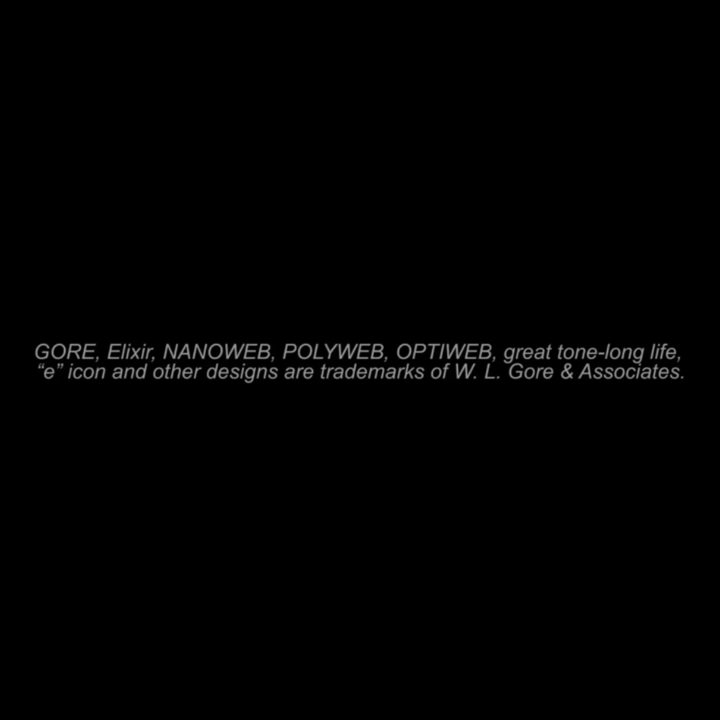 GORE, Elixir, NANOWEB, POLYWEB, OPTIWEB, great tone-long life,
“e” icon and other designs are trademarks of W. L. Gore & Associates.